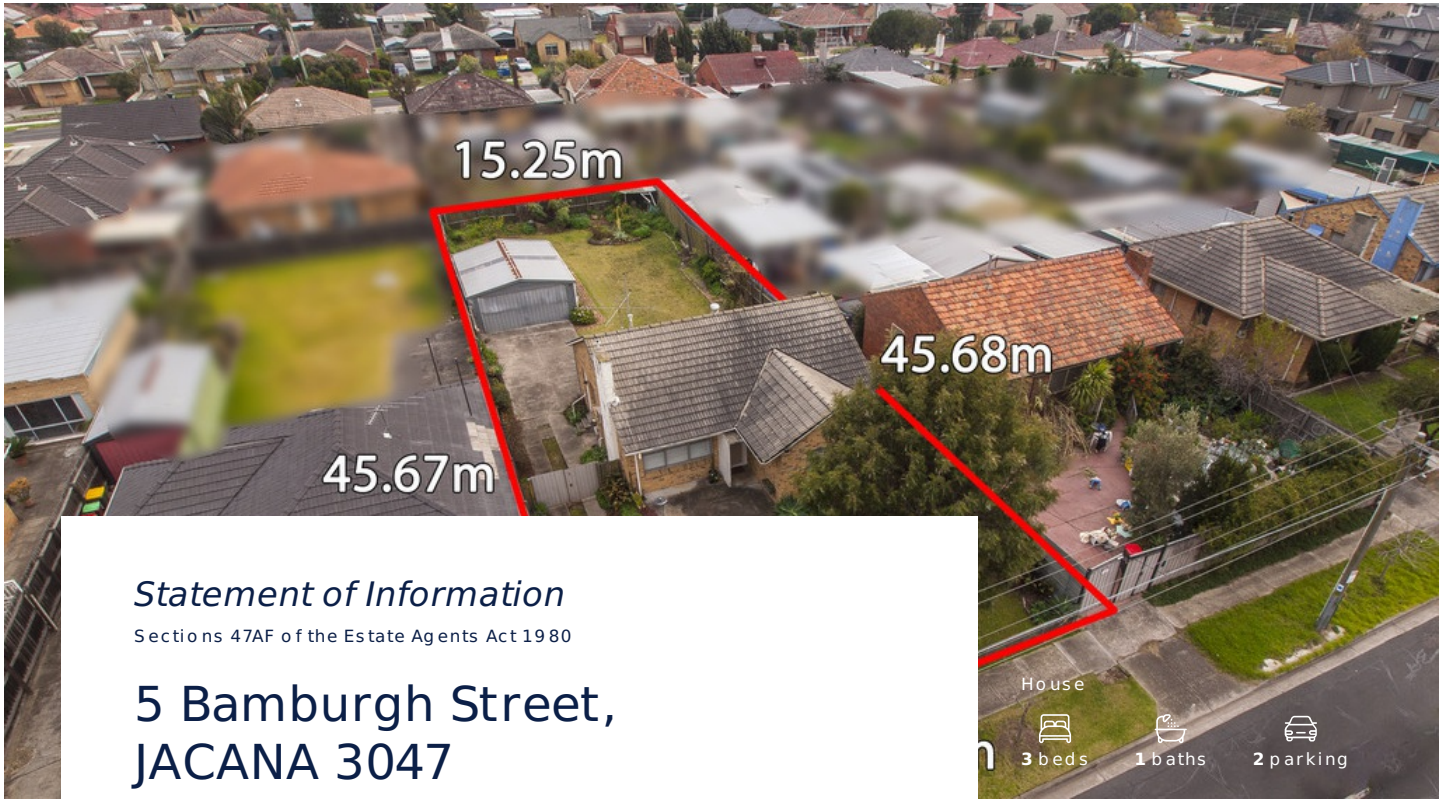 15.25m
45.68m
45.67m
Statement of Information
Sections 47AF of the Estate Agents Act 1980
5 Bamburgh Street,
JACANA 3047
House
3 beds
1 baths
2 parking